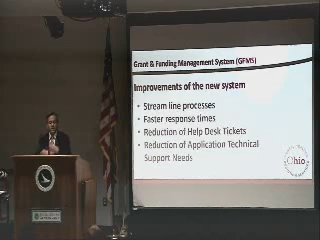 Grant & Funding Management System (GFMS)
Improvements of the new system
• Stream line processes
• Faster response times
• Reduction of Help Desk Tickets
• Reduction of Application Technical
Support Needs
Ohio